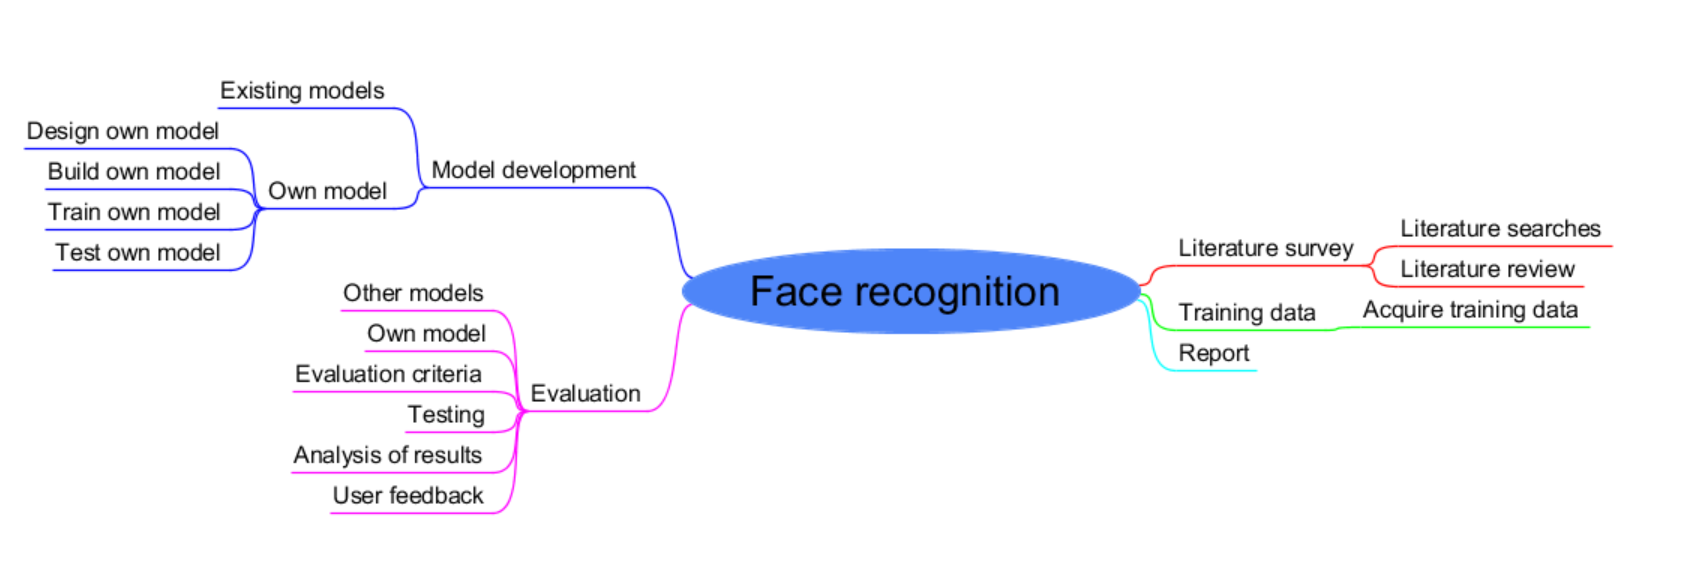 Existing models
Design own model
Build own model
Train own model
Test own model
Own model
Model development
Other models
Own model
Evaluation criteria
Testing
Analysis of results
User feedback
Evaluation
Face recognition
Literature survey
Literature searches
Literature review
Training data
Acquire training data
Report